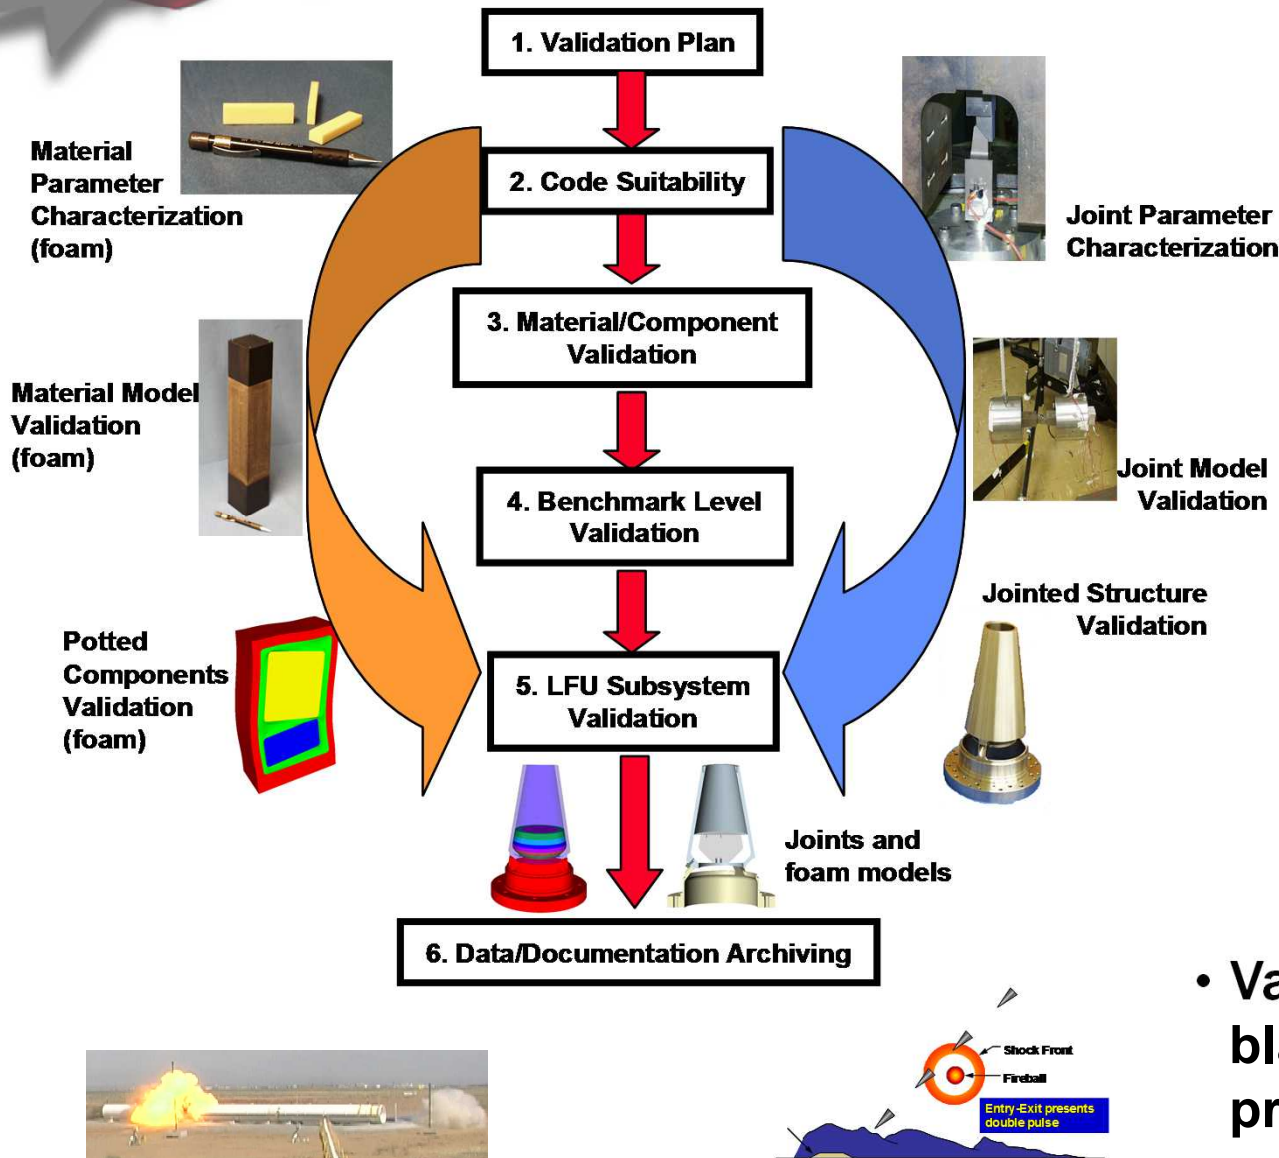 1. Validation Plan
Material
Parameter
Characterization
(foam)
2. Code Suitability
Joint Parameter
Characterization
3. Material/Component
Validation
Material Model
Validation
(foam)
Joint Model
Validation
4. Benchmark Level
Validation
Jointed Structure
Validation
Potted
Components
Validation
(foam)
5. LFU Subsystem
Validation
Joints and
foam models
6. Data/Documentation Archiving
Shock Front
Fireball
Entry-Exit presents
double pulse